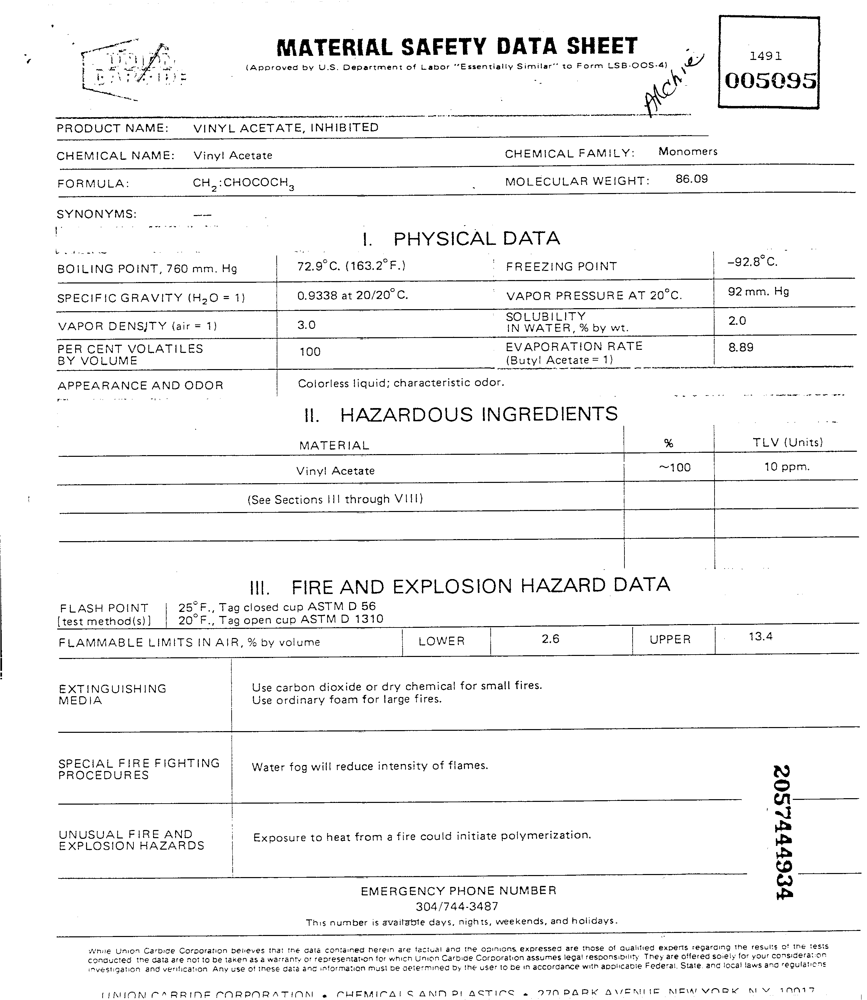 UNION
CARBIDE
MATERIAL SAFETY DATA SHEET
(Approved by U.S. Department of Labor "Essentially Similar" to Form LSB-OOS-4)
Archie
1491
005095
PRODUCT NAME: VINYL ACETATE, INHIBITED
CHEMICAL NAME: Vinyl Acetate CHEMICAL FAMILY: Monomers
FORMULA: CH2:CHOCOCH3 MOLECULAR WEIGHT: 86.09
SYNONYMS: —
I. PHYSICAL DATA
BOILING POINT, 760 mm. Hg 72.9°C. (163.2°F.) FREEZING POINT -92.8°C.
SPECIFIC GRAVITY (H2O = 1) 0.9338 at 20/20°C. VAPOR PRESSURE AT 20°C. 92 mm. Hg
VAPOR DENSITY (air = 1) 3.0 SOLUBILITY IN WATER, % by wt. 2.0
PER CENT VOLATILES BY VOLUME 100 EVAPORATION RATE (Butyl Acetate = 1) 8.89
APPEARANCE AND ODOR Colorless liquid; characteristic odor.
II. HAZARDOUS INGREDIENTS
MATERIAL % TLV (Units)
Vinyl Acetate ~100 10 ppm.
(See Sections III through VIII)
III. FIRE AND EXPLOSION HAZARD DATA
FLASH POINT 25°F., Tag closed cup ASTM D 56
[test method(s)] 20°F., Tag open cup ASTM D 1310
FLAMMABLE LIMITS IN AIR, % by volume LOWER 2.6 UPPER 13.4
EXTINGUISHING MEDIA Use carbon dioxide or dry chemical for small fires.
Use ordinary foam for large fires.
SPECIAL FIRE FIGHTING PROCEDURES Water fog will reduce intensity of flames.
UNUSUAL FIRE AND EXPLOSION HAZARDS Exposure to heat from a fire could initiate polymerization.
2057444934
EMERGENCY PHONE NUMBER
304/744-3487
This number is available days, nights, weekends, and holidays.
While Union Carbide Corporation believes that the data contained herein are factual and the opinions expressed are those of qualified experts regarding the results of the tests
conducted, the data are not to be taken as a warranty or representation for which Union Carbide Corporation assumes legal responsibility. They are offered solely for your consideration,
investigation, and verification. Any use of these data and information must be determined by the user to be in accordance with applicable Federal, State, and local laws and regulations
UNION CARBIDE CORPORATION • CHEMICALS AND PLASTICS • 270 PARK AVENUE, NEW YORK, N.Y. 10017